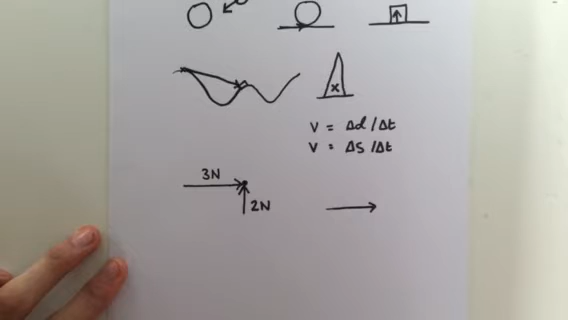 x
V = Δd/Δt
V = Δs/Δt
3N
2N